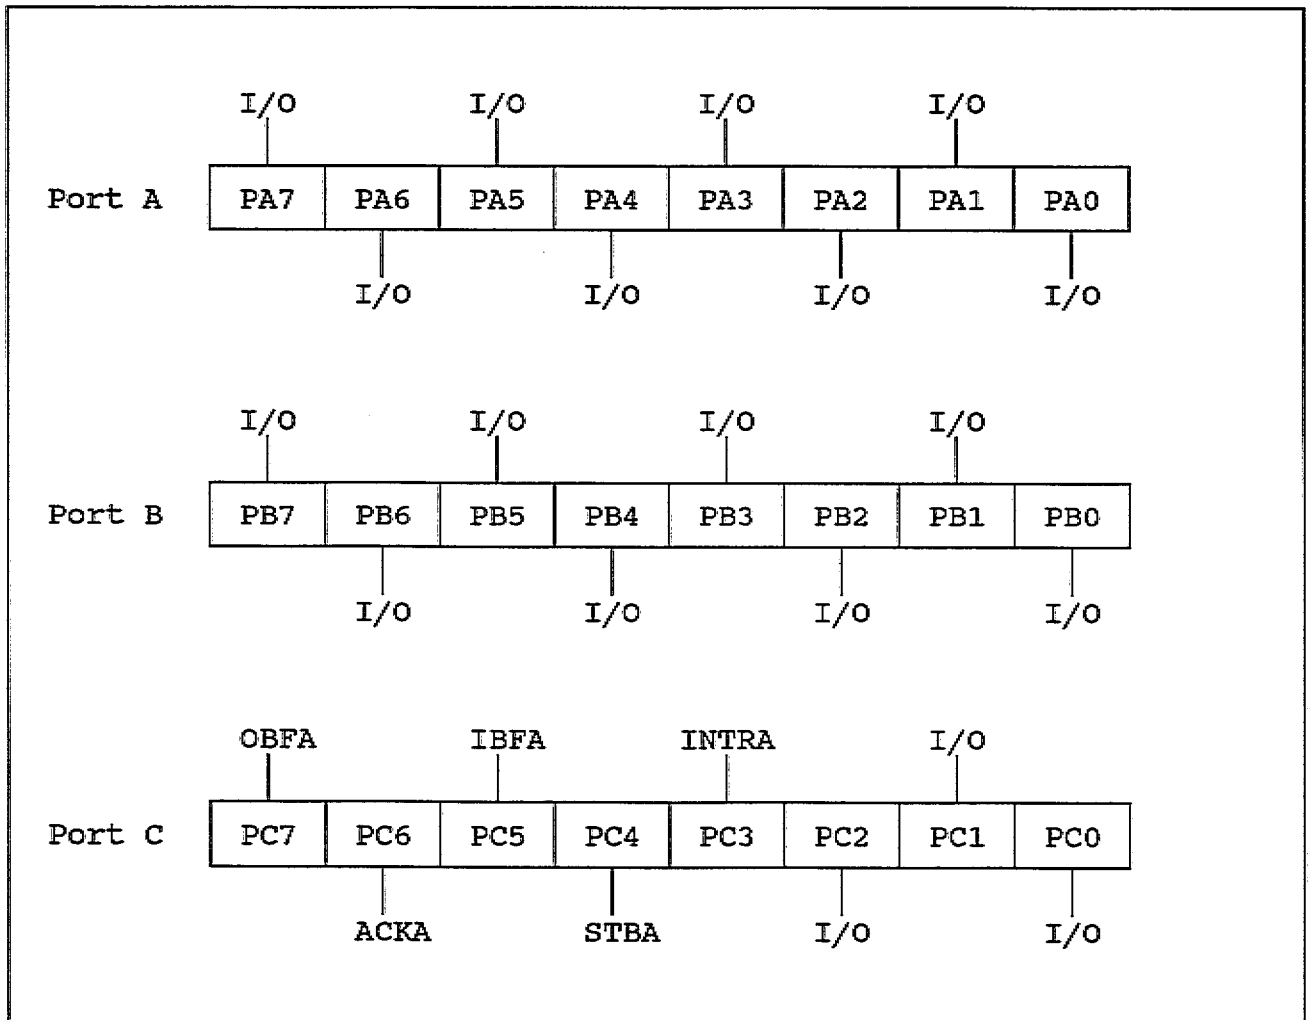 I/O I/O I/O I/O
Port A PA7 PA6 PA5 PA4 PA3 PA2 PA1 PA0
I/O I/O I/O I/O
I/O I/O I/O I/O
Port B PB7 PB6 PB5 PB4 PB3 PB2 PB1 PB0
I/O I/O I/O I/O
OBFA IBFA INTRA I/O
Port C PC7 PC6 PC5 PC4 PC3 PC2 PC1 PC0
ACKA STBA I/O I/O